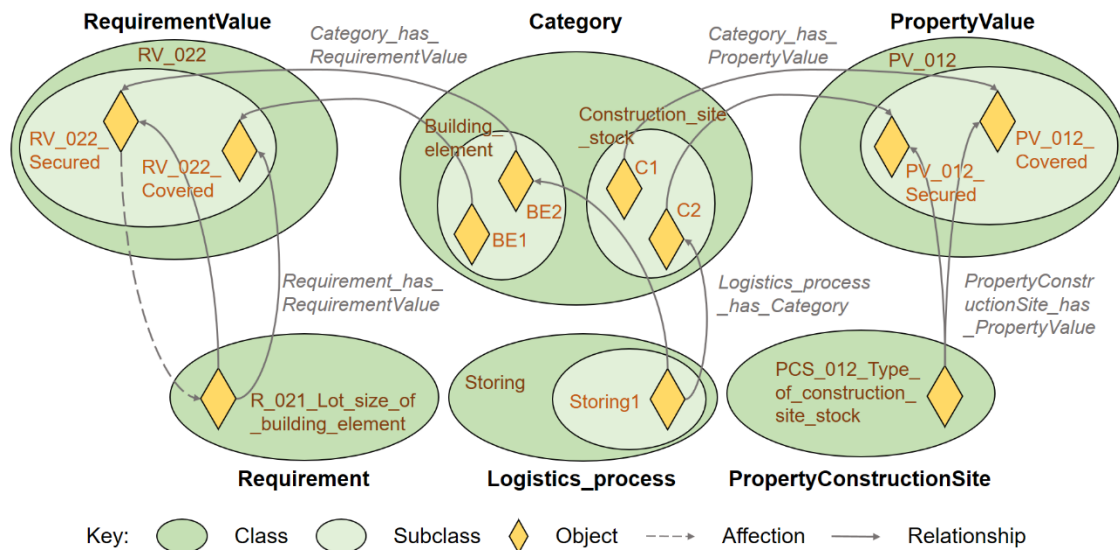 RequirementValue
Category
PropertyValue
Category_has_
RequirementValue
Category_has_
PropertyValue
RV_022
PV_012
Construction_site
_stock
Building_
element
RV_022_
Secured
RV_022_
Covered
C1
C2
BE2
BE1
PV_012_
Covered
PV_012_
Secured
Requirement_has_
RequirementValue
Logistics_process
_has_Category
PropertyConstr
uctionSite_has
_PropertyValue
R_021_Lot_size_of
_building_element
Storing
Storing1
PCS_012_Type_
of_construction_
site_stock
Requirement
Logistics_process
PropertyConstructionSite
Key: Class Subclass Object Affection Relationship